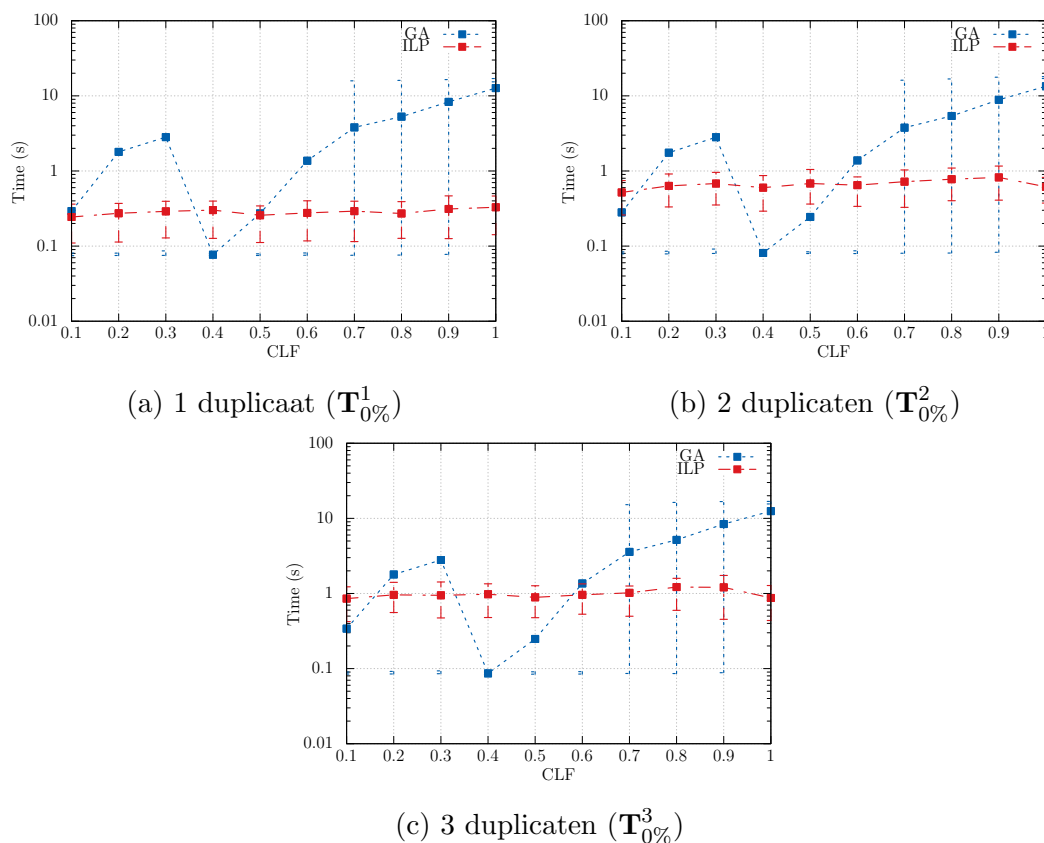 100
10
1
0.1
0.01
Time (s)
0.1 0.2 0.3 0.4 0.5 0.6 0.7 0.8 0.9 1
CLF
GA
ILP
(a) 1 duplicaat (T¹₀%)
100
10
1
0.1
0.01
Time (s)
0.1 0.2 0.3 0.4 0.5 0.6 0.7 0.8 0.9 1
CLF
GA
ILP
(b) 2 duplicaten (T²₀%)
100
10
1
0.1
0.01
Time (s)
0.1 0.2 0.3 0.4 0.5 0.6 0.7 0.8 0.9 1
CLF
GA
ILP
(c) 3 duplicaten (T³₀%)